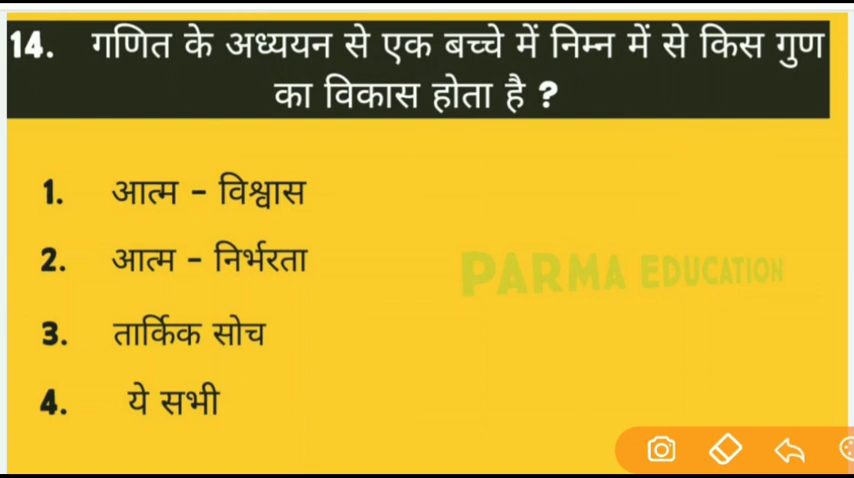 14. गणित के अध्ययन से एक बच्चे में निम्न में से किस गुण
का विकास होता है ?
1. आत्म - विश्वास
2. आत्म - निर्भरता
PARMA EDUCATION
3. तार्किक सोच
4. ये सभी